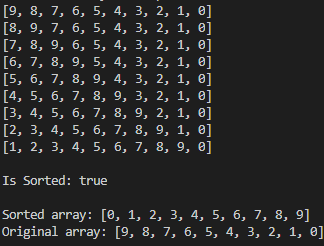 [9, 8, 7, 6, 5, 4, 3, 2, 1, 0]
[8, 9, 7, 6, 5, 4, 3, 2, 1, 0]
[7, 8, 9, 6, 5, 4, 3, 2, 1, 0]
[6, 7, 8, 9, 5, 4, 3, 2, 1, 0]
[5, 6, 7, 8, 9, 4, 3, 2, 1, 0]
[4, 5, 6, 7, 8, 9, 3, 2, 1, 0]
[3, 4, 5, 6, 7, 8, 9, 2, 1, 0]
[2, 3, 4, 5, 6, 7, 8, 9, 1, 0]
[1, 2, 3, 4, 5, 6, 7, 8, 9, 0]
Is Sorted: true
Sorted array: [0, 1, 2, 3, 4, 5, 6, 7, 8, 9]
Original array: [9, 8, 7, 6, 5, 4, 3, 2, 1, 0]